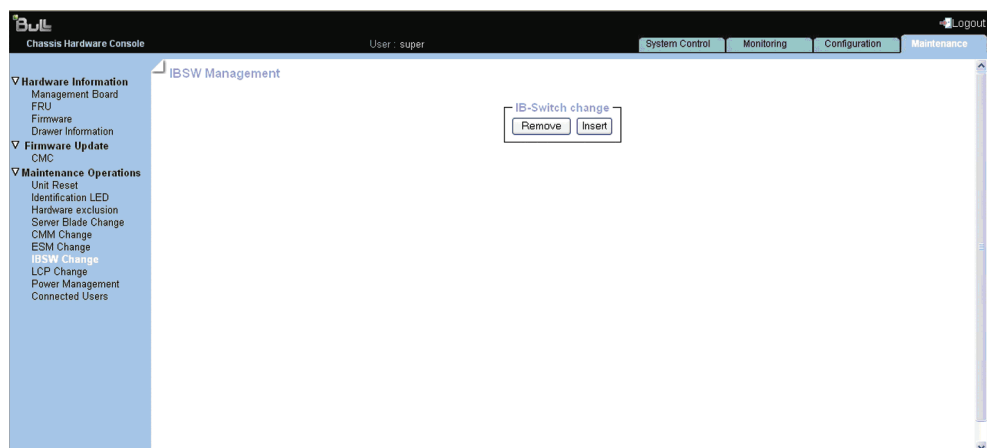 Bull
Logout
Chassis Hardware Console
User : super
System Control
Monitoring
Configuration
Maintenance
Hardware Information
Management Board
FRU
Firmware
Drawer Information
Firmware Update
CMC
Maintenance Operations
Unit Reset
Identification LED
Hardware exclusion
Server Blade Change
CMM Change
ESM Change
IBSW Change
LCP Change
Power Management
Connected Users
IBSW Management
IB-Switch change
Remove
Insert